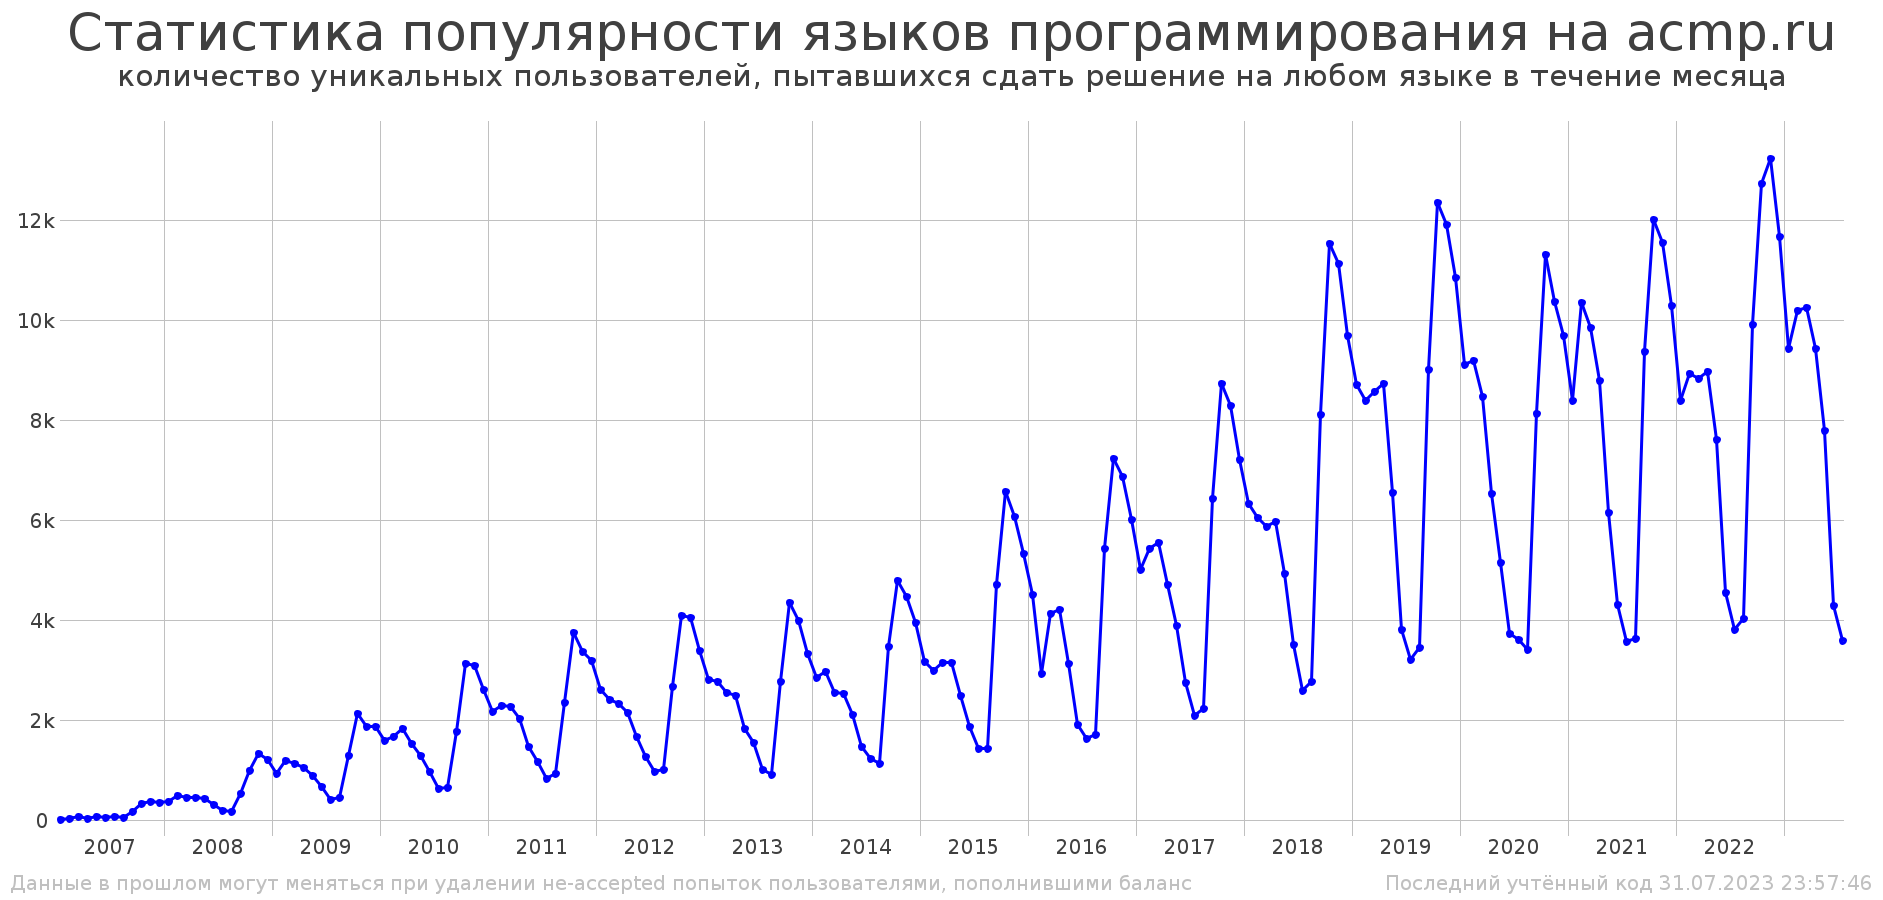 Статистика популярности языков программирования на acmp.ru
количество уникальных пользователей, пытавшихся сдать решение на любом языке в течение месяца
12k
10k
8k
6k
4k
2k
0
2007 2008 2009 2010 2011 2012 2013 2014 2015 2016 2017 2018 2019 2020 2021 2022
Данные в прошлом могут меняться при удалении не-accepted попыток пользователями, пополнившими баланс
Последний учтённый код 31.07.2023 23:57:46